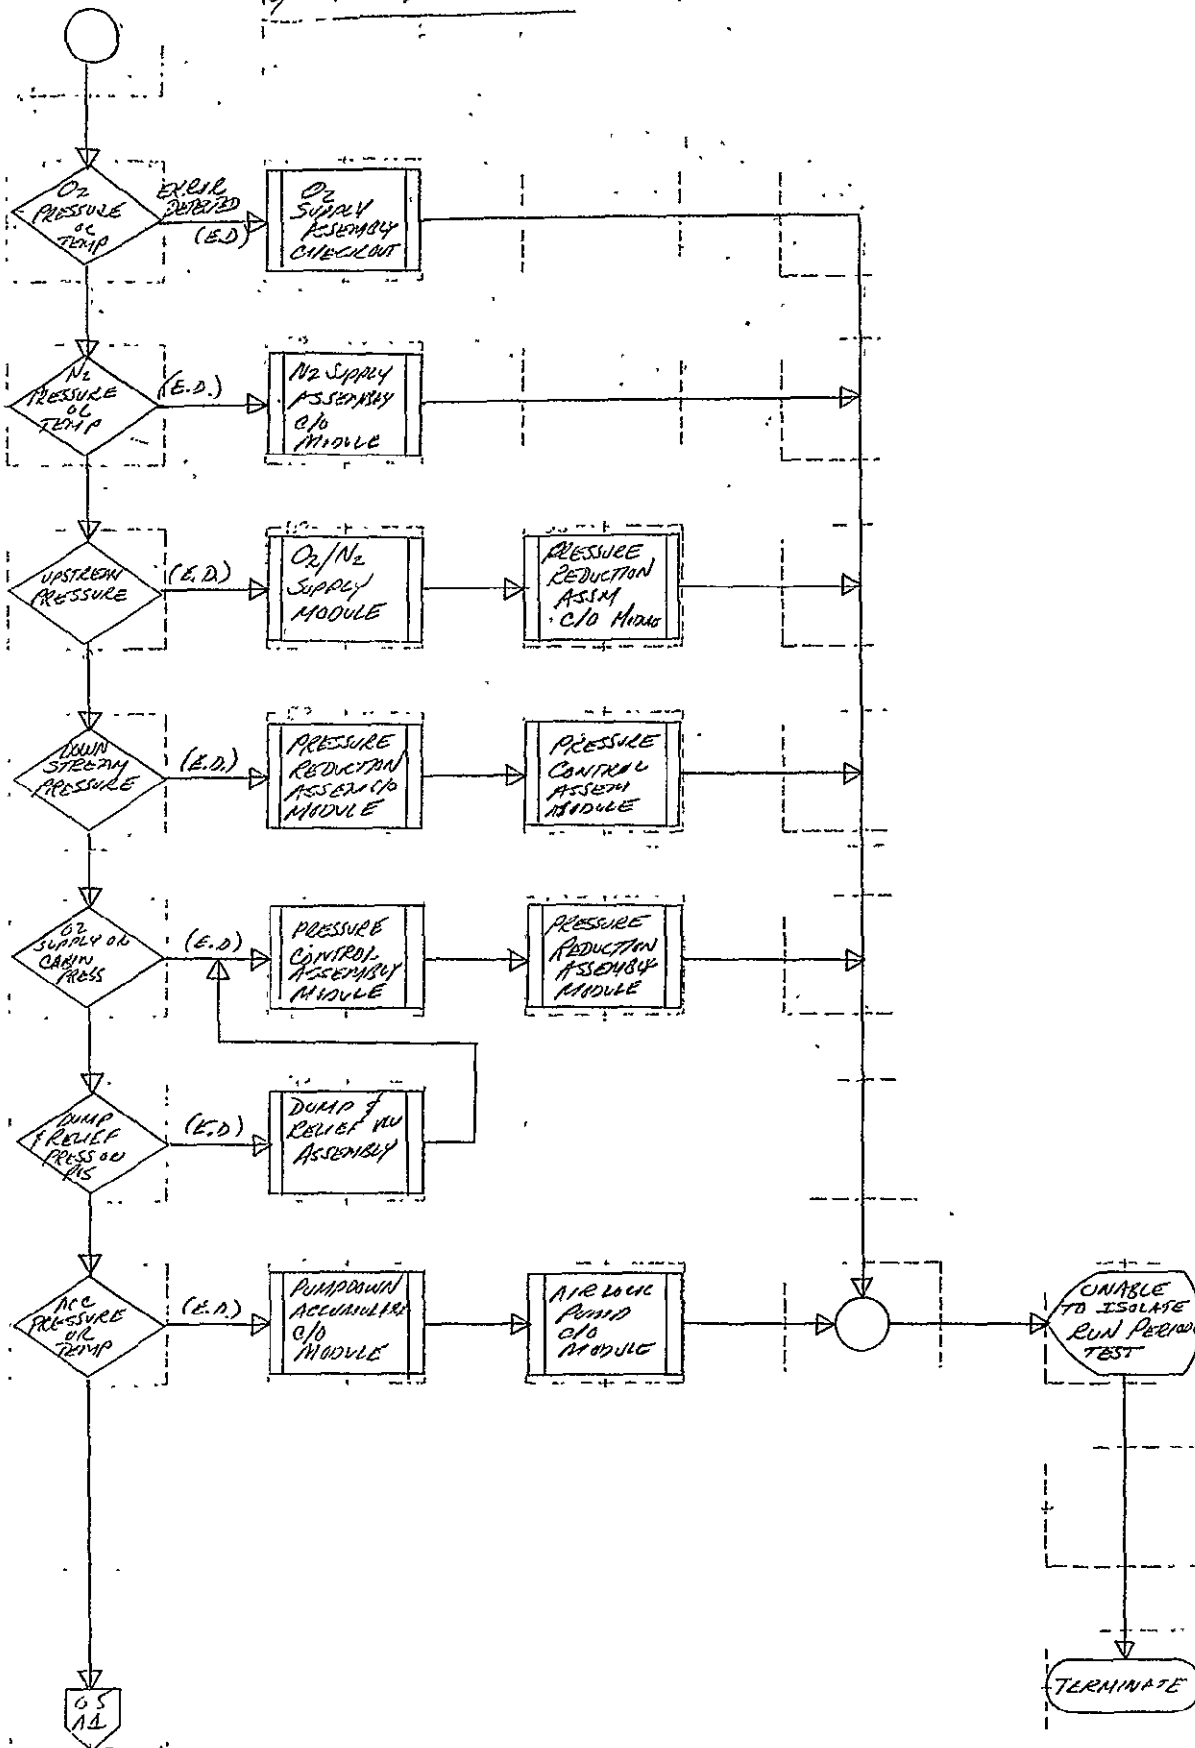 O2
PRESSURE
OR
TEMP
ERROR
DETECTED
(E.D)
O2
SUPPLY
ASSEMBLY
CHECKOUT
N2
PRESSURE
OR
TEMP
(E.D.)
N2 SUPPLY
ASSEMBLY
C/O
MODULE
UPSTREAM
PRESSURE
(E.D.)
O2/N2
SUPPLY
MODULE
PRESSURE
REDUCTION
ASSM
C/O
DOWN
STREAM
PRESSURE
(E.D.)
PRESSURE
REDUCTION
ASSEM C/O
MODULE
PRESSURE
CONTROL
ASSEM
MODULE
O2
SUPPLY OR
CABIN
PRESS
(E.D)
PRESSURE
CONTROL
ASSEMBLY
MODULE
PRESSURE
REDUCTION
ASSEMBLY
MODULE
DUMP
& RELIEF
PRESS OR
(E.D)
DUMP &
RELIEF VLV
ASSEMBLY
ACC
PRESSURE
OR
TEMP
(E.D.)
PUMPDOWN
ACCUMULATR
C/O
MODULE
AIR LOCK
PUMP
C/O
MODULE
UNABLE
TO ISOLATE
RUN PERIOD
TEST
TERMINATE
05
A1